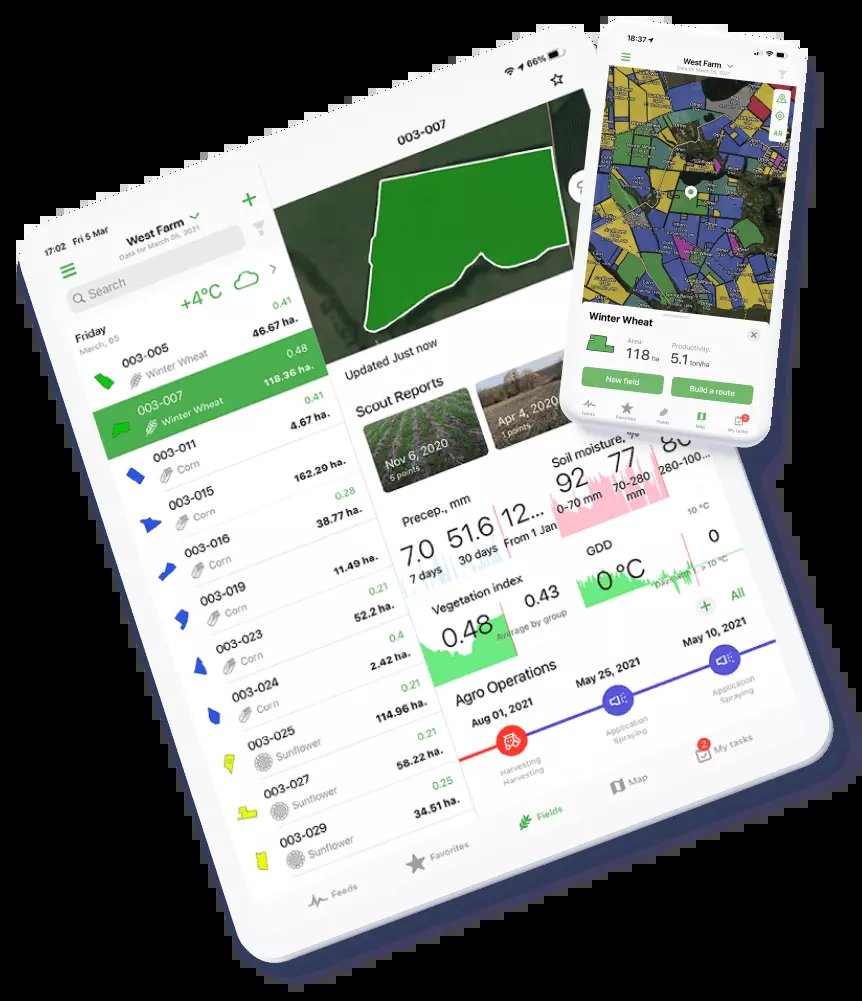 17:02 Fri 5 Mar
66%
West Farm
Data for March 05, 2021
Search
Friday
March, 05
+4°C
003-005
Winter Wheat
0.41
46.67 ha.
003-007
Winter Wheat
0.48
118.36 ha.
003-011
Corn
0.41
4.67 ha.
003-015
Corn
162.29 ha.
003-016
Corn
0.28
38.77 ha.
003-019
Corn
11.49 ha.
003-023
Corn
0.21
52.2 ha.
003-024
Corn
0.4
2.42 ha.
003-025
Sunflower
0.21
114.96 ha.
003-027
Sunflower
0.21
58.22 ha.
003-029
Sunflower
0.25
34.51 ha.
003-007
Updated Just now
Scout Reports
Nov 6, 2020
5 points
Apr 4, 2020
1 points
Precep., mm
7.0
7 days
51.6
30 days
12...
From 1 Jan
Soil moisture,
92
0-70 mm
77
70-280
mm
280-100...
Vegetation index
0.48
0.43
Average by group
GDD
0°C
10 °C
0
Agro Operations
+
All
Aug 01, 2021
Harvesting
Harvesting
May 25, 2021
Application
Spraying
May 10, 2021
Application
Spraying
Feeds
Favorites
Fields
Map
2
My tasks
18:37
West Farm
Data for March 05, 2021
AR
Winter Wheat
Area:
118 ha
Productivity:
5.1 ton/ha
New field
Build a route
Feeds
Favorites
Fields
Map
2
My tasks